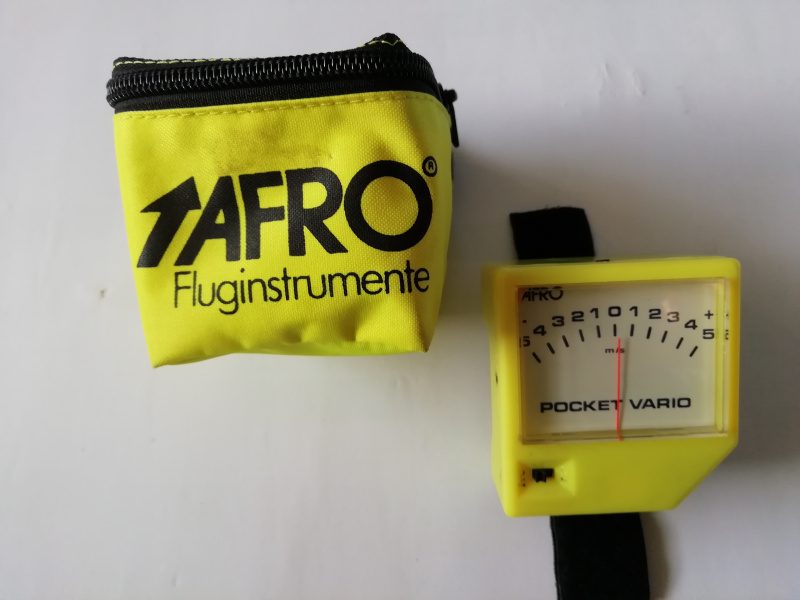 AFRO®
Fluginstrumente
AFRO
- +
5 4 3 2 1 0 1 2 3 4 5
m/s
POCKET VARIO